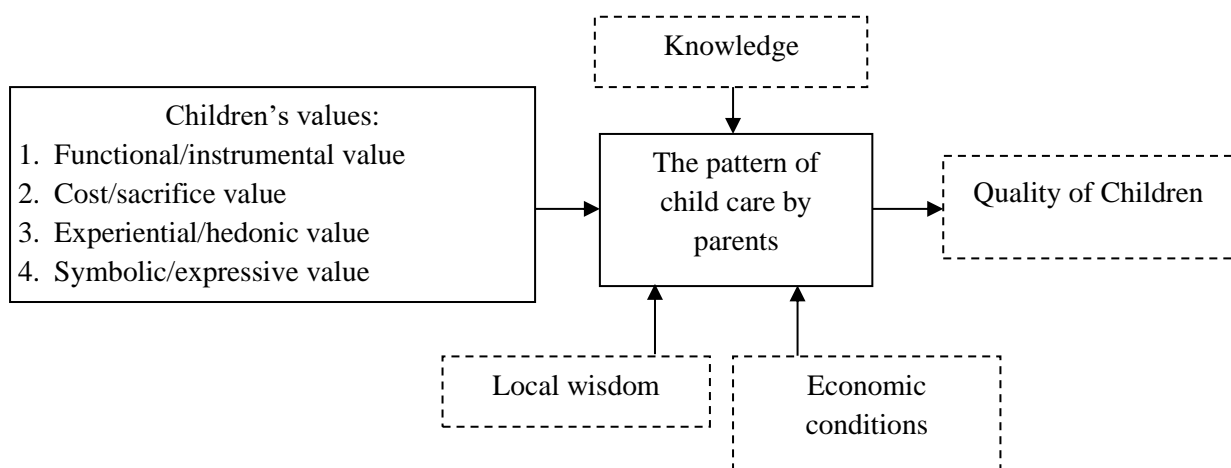 Knowledge
Children’s values:
1. Functional/instrumental value
2. Cost/sacrifice value
3. Experiential/hedonic value
4. Symbolic/expressive value
The pattern of
child care by
parents
Quality of Children
Local wisdom
Economic
conditions